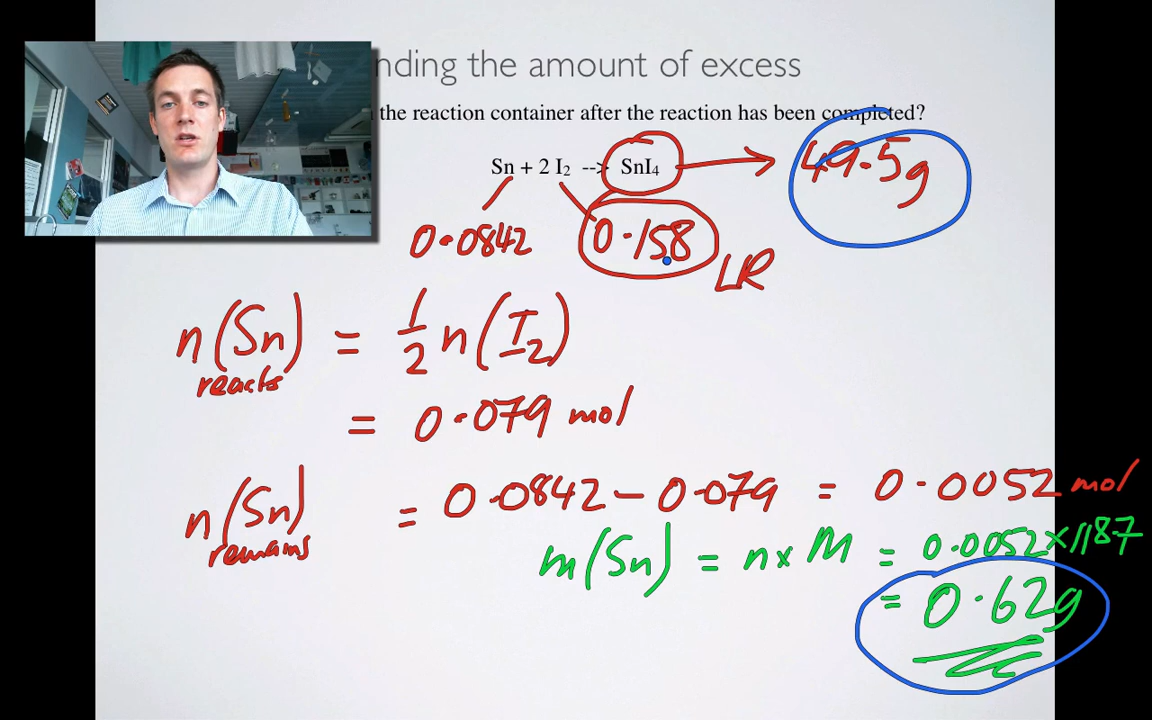 nding the amount of excess
the reaction container after the reaction has been completed?
Sn + 2 I₂ --> SnI₄
49.5g
0.0842 0.158 LR
n(Sn) reacts = 1/2 n(I₂)
= 0.079 mol
n(Sn) remains = 0.0842 – 0.079 = 0.0052 mol
m(Sn) = n x M = 0.0052 x 118.7
= 0.62g